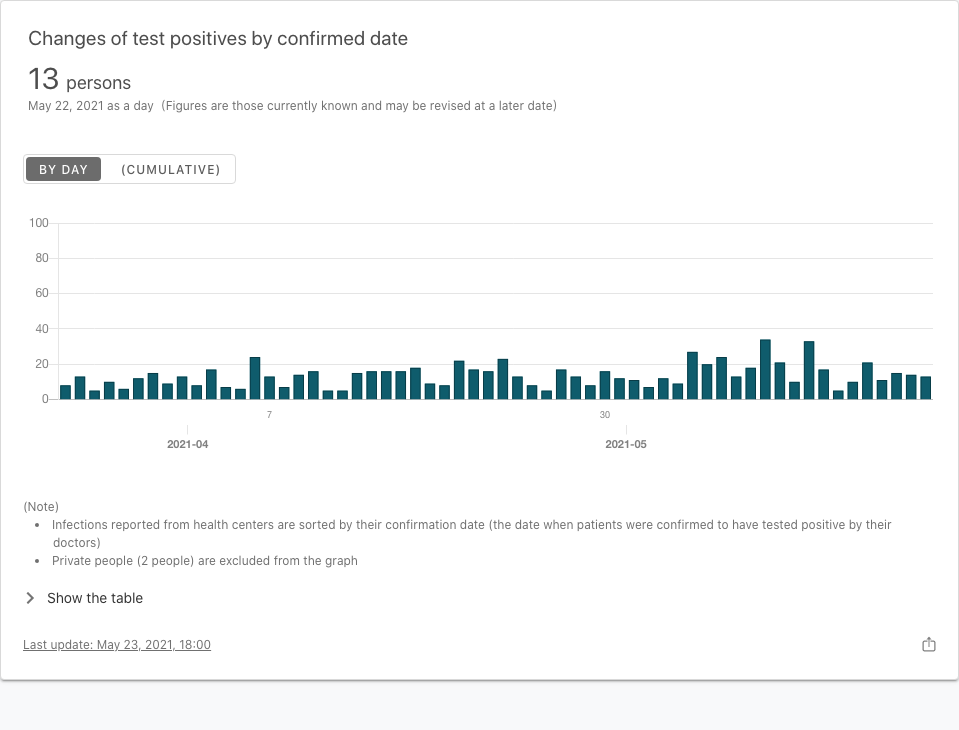 Changes of test positives by confirmed date
13 persons
May 22, 2021 as a day (Figures are those currently known and may be revised at a later date)
BY DAY (CUMULATIVE)
100
80
60
40
20
0
7 30
2021-04 2021-05
(Note)
• Infections reported from health centers are sorted by their confirmation date (the date when patients were confirmed to have tested positive by their
doctors)
• Private people (2 people) are excluded from the graph
Show the table
Last update: May 23, 2021, 18:00